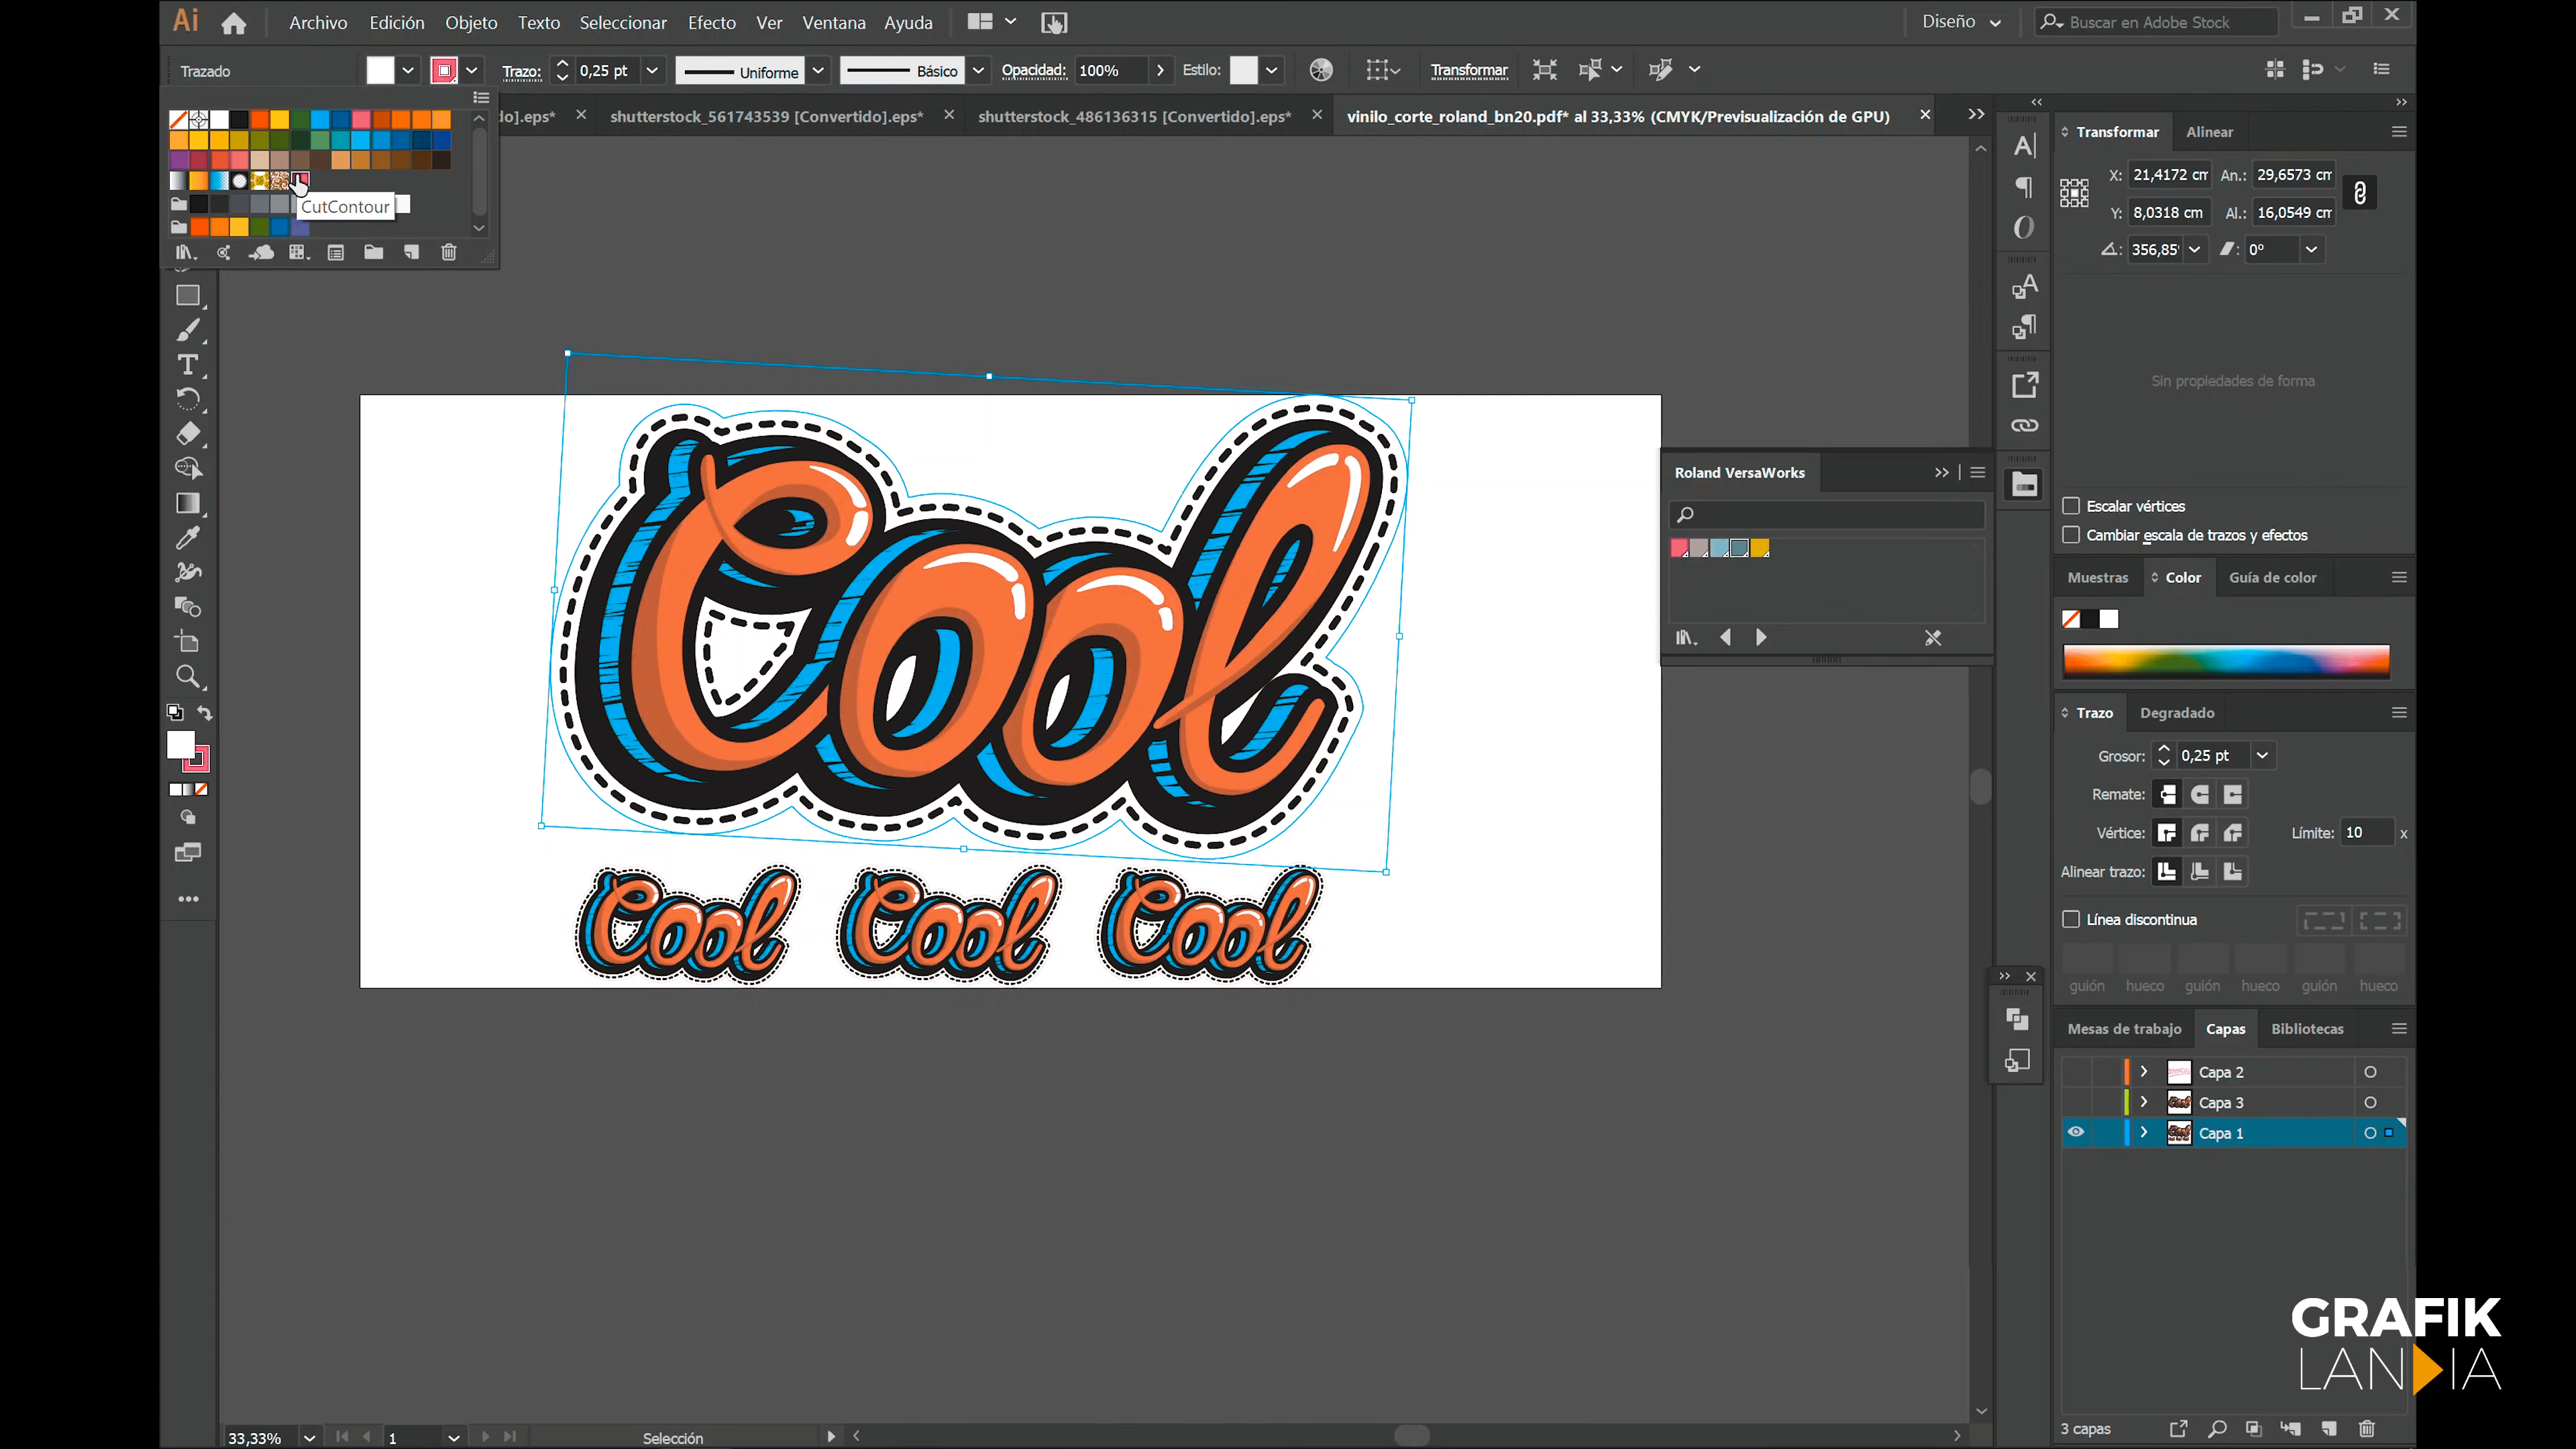 Ai Archivo Edición Objeto Texto Seleccionar Efecto Ver Ventana Ayuda Diseño Buscar en Adobe Stock
Trazado Trazo: 0,25 pt Uniforme Básico Opacidad: 100% Estilo: Transformar
do].eps* shutterstock_561743539 [Convertido].eps* shutterstock_486136315 [Convertido].eps* vinilo_corte_roland_bn20.pdf* al 33,33% (CMYK/Previsualización de GPU)
CutContour
Transformar Alinear
X: 21,4172 cm An.: 29,6573 cm
Y: 8,0318 cm Al.: 16,0549 cm
356,85° 0°
Sin propiedades de forma
Escalar vértices
Cambiar escala de trazos y efectos
Roland VersaWorks
Muestras Color Guía de color
Trazo Degradado
Grosor: 0,25 pt
Remate:
Vértice: Límite: 10 x
Alinear trazo:
Línea discontinua
guión hueco guión hueco guión hueco
Mesas de trabajo Capas Bibliotecas
Capa 2
Capa 3
Capa 1
3 capas
Cool
Cool Cool Cool
GRAFIK
LANDIA
33,33% 1 Selección